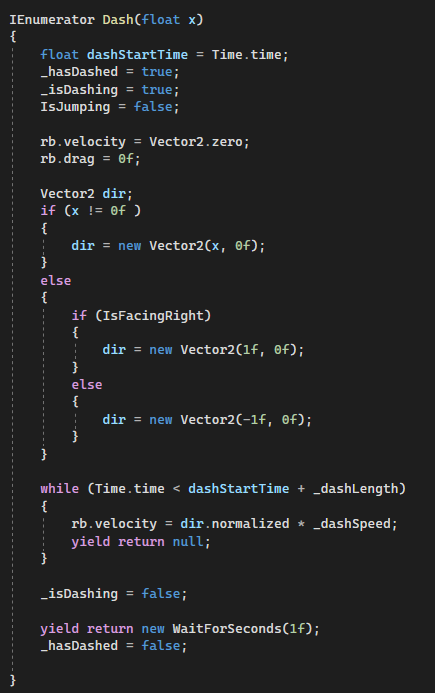 IEnumerator Dash(float x)
{
    float dashStartTime = Time.time;
    _hasDashed = true;
    _isDashing = true;
    IsJumping = false;

    rb.velocity = Vector2.zero;
    rb.drag = 0f;

    Vector2 dir;
    if (x != 0f )
    {
        dir = new Vector2(x, 0f);
    }
    else
    {
        if (IsFacingRight)
        {
            dir = new Vector2(1f, 0f);
        }
        else
        {
            dir = new Vector2(-1f, 0f);
        }
    }

    while (Time.time < dashStartTime + _dashLength)
    {
        rb.velocity = dir.normalized * _dashSpeed;
        yield return null;
    }

    _isDashing = false;

    yield return new WaitForSeconds(1f);
    _hasDashed = false;

}